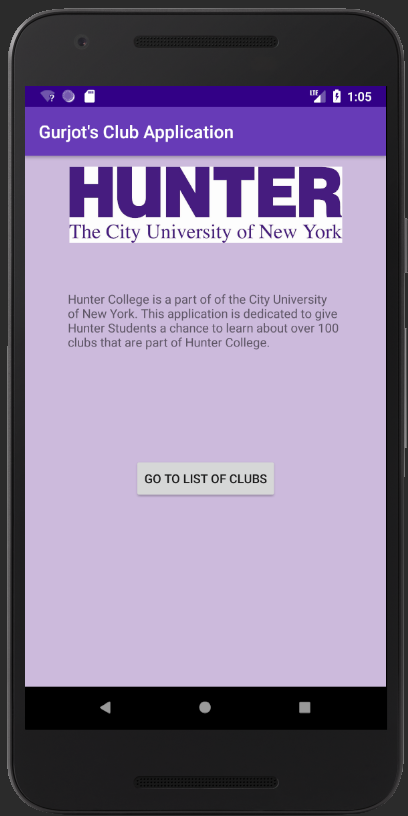 LTE 1:05
Gurjot's Club Application
HUNTER
The City University of New York
Hunter College is a part of of the City University
of New York. This application is dedicated to give
Hunter Students a chance to learn about over 100
clubs that are part of Hunter College.
GO TO LIST OF CLUBS